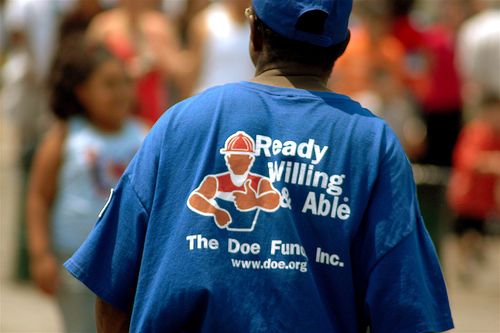 Ready
Willing
& Able®
The Doe Fund, Inc.
www.doe.org